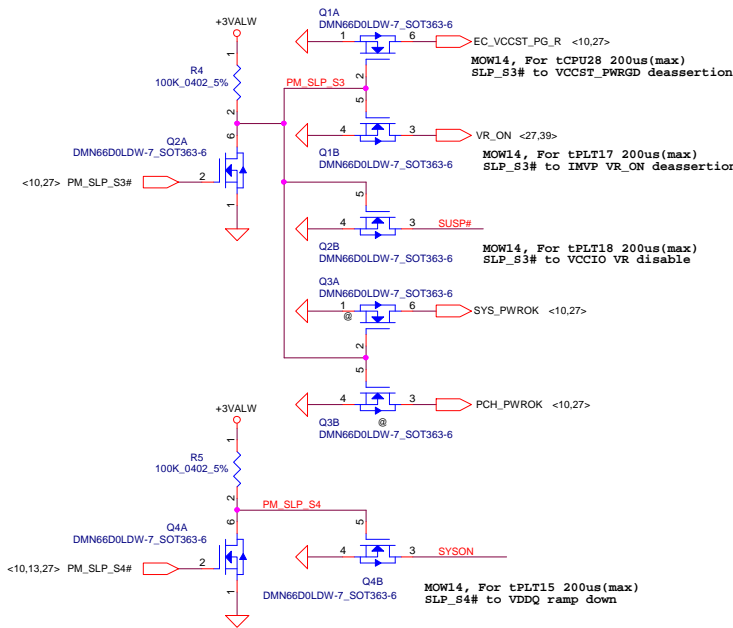 Q1A
DMN66D0LDW-7_SOT363-6
+3VALW
1
6
EC_VCCST_PG_R <10,27>
MOW14, For tCPU28 200us(max)
SLP_S3# to VCCST_PWRGD deassertion
1
R4
100K_0402_5%
2
PM_SLP_S3
2
5
6
4
3
VR_ON <27,39>
Q2A
DMN66D0LDW-7_SOT363-6
Q1B
DMN66D0LDW-7_SOT363-6
MOW14, For tPLT17 200us(max)
SLP_S3# to IMVP VR_ON deassertion
<10,27> PM_SLP_S3#
2
1
5
4
3
SUSP#
Q2B
DMN66D0LDW-7_SOT363-6
MOW14, For tPLT18 200us(max)
SLP_S3# to VCCIO VR disable
Q3A
DMN66D0LDW-7_SOT363-6
1
@
6
SYS_PWROK <10,27>
2
5
4
3
PCH_PWROK <10,27>
@
Q3B
DMN66D0LDW-7_SOT363-6
+3VALW
1
R5
100K_0402_5%
2
PM_SLP_S4
Q4A
DMN66D0LDW-7_SOT363-6
6
5
4
3
SYSON
<10,13,27> PM_SLP_S4#
2
1
Q4B
DMN66D0LDW-7_SOT363-6
MOW14, For tPLT15 200us(max)
SLP_S4# to VDDQ ramp down